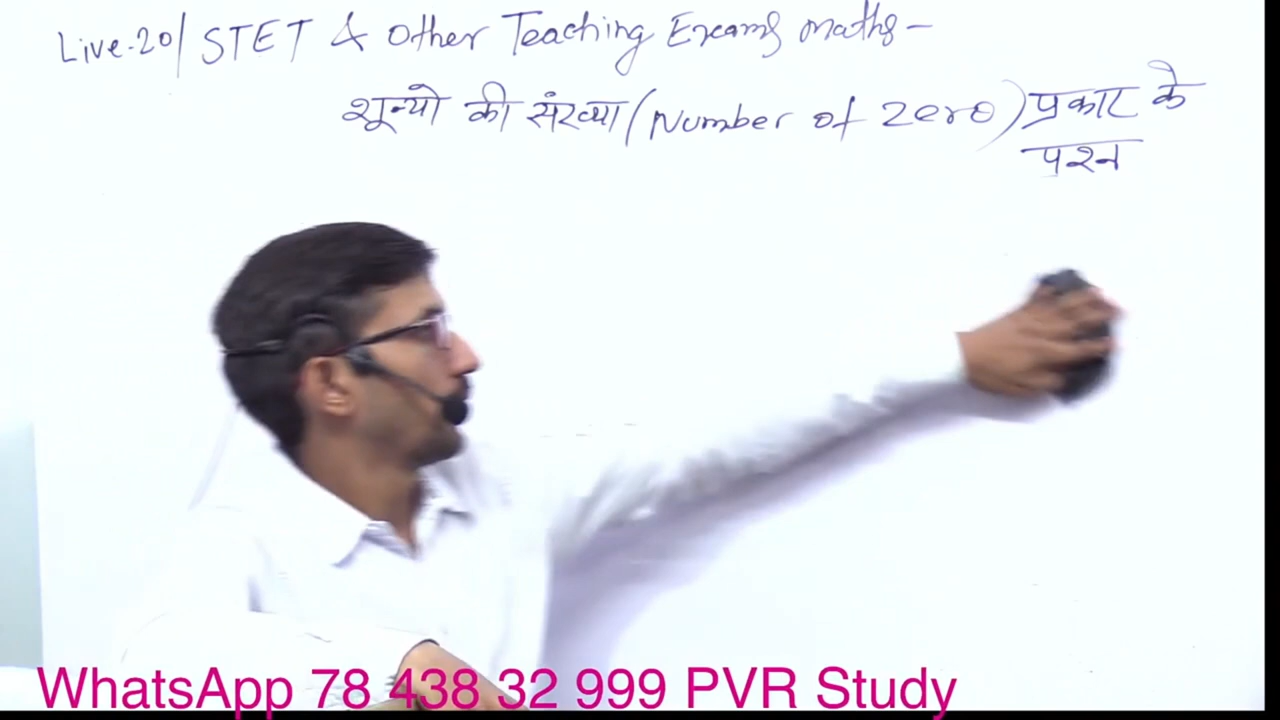 Live-20/ STET & Other Teaching Exams maths -
शून्यो की संख्या (Number of zero) प्रकार के
प्रश्न
WhatsApp 78 438 32 999 PVR Study